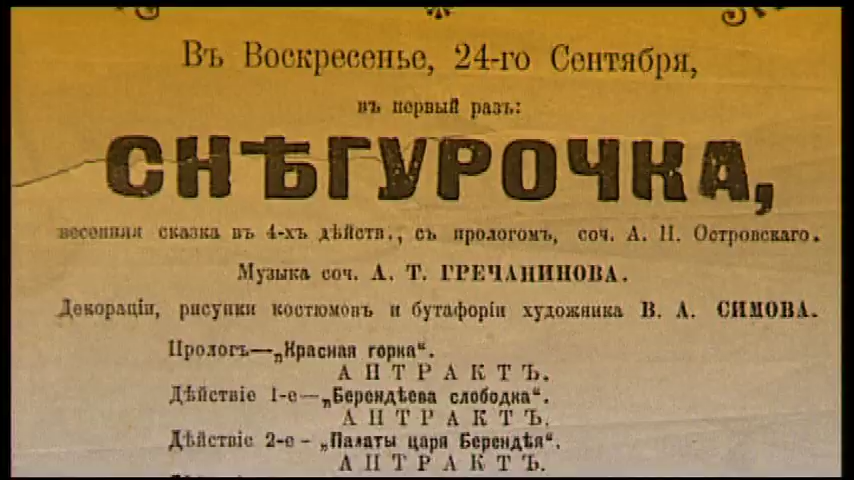 Въ Воскресенье, 24-го Сентября,
въ первый разъ:
СНѢГУРОЧКА,
весенняя сказка въ 4-хъ дѣйств., съ прологомъ, соч. А. Н. Островскаго.
Музыка соч. А. Т. ГРЕЧАНИНОВА.
Декораціи, рисунки костюмовъ и бутафоріи художника В. А. СИМОВА.
Прологъ—„Красная горка“.
АНТРАКТЪ.
Дѣйствіе 1-е—„Берендѣева слободка“.
АНТРАКТЪ.
Дѣйствіе 2-е - „Палаты царя Берендѣя“.
АНТРАКТЪ.